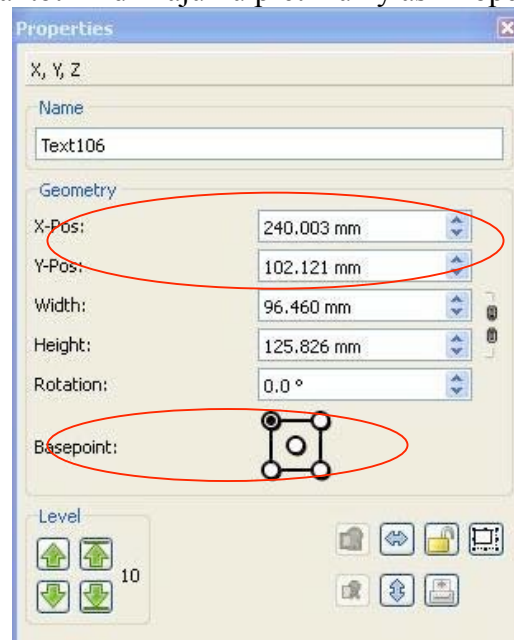 Properties
X, Y, Z
Name
Text106
Geometry
X-Pos: 240.003 mm
Y-Pos: 102.121 mm
Width: 96.460 mm
Height: 125.826 mm
Rotation: 0.0 °
Basepoint:
Level
10